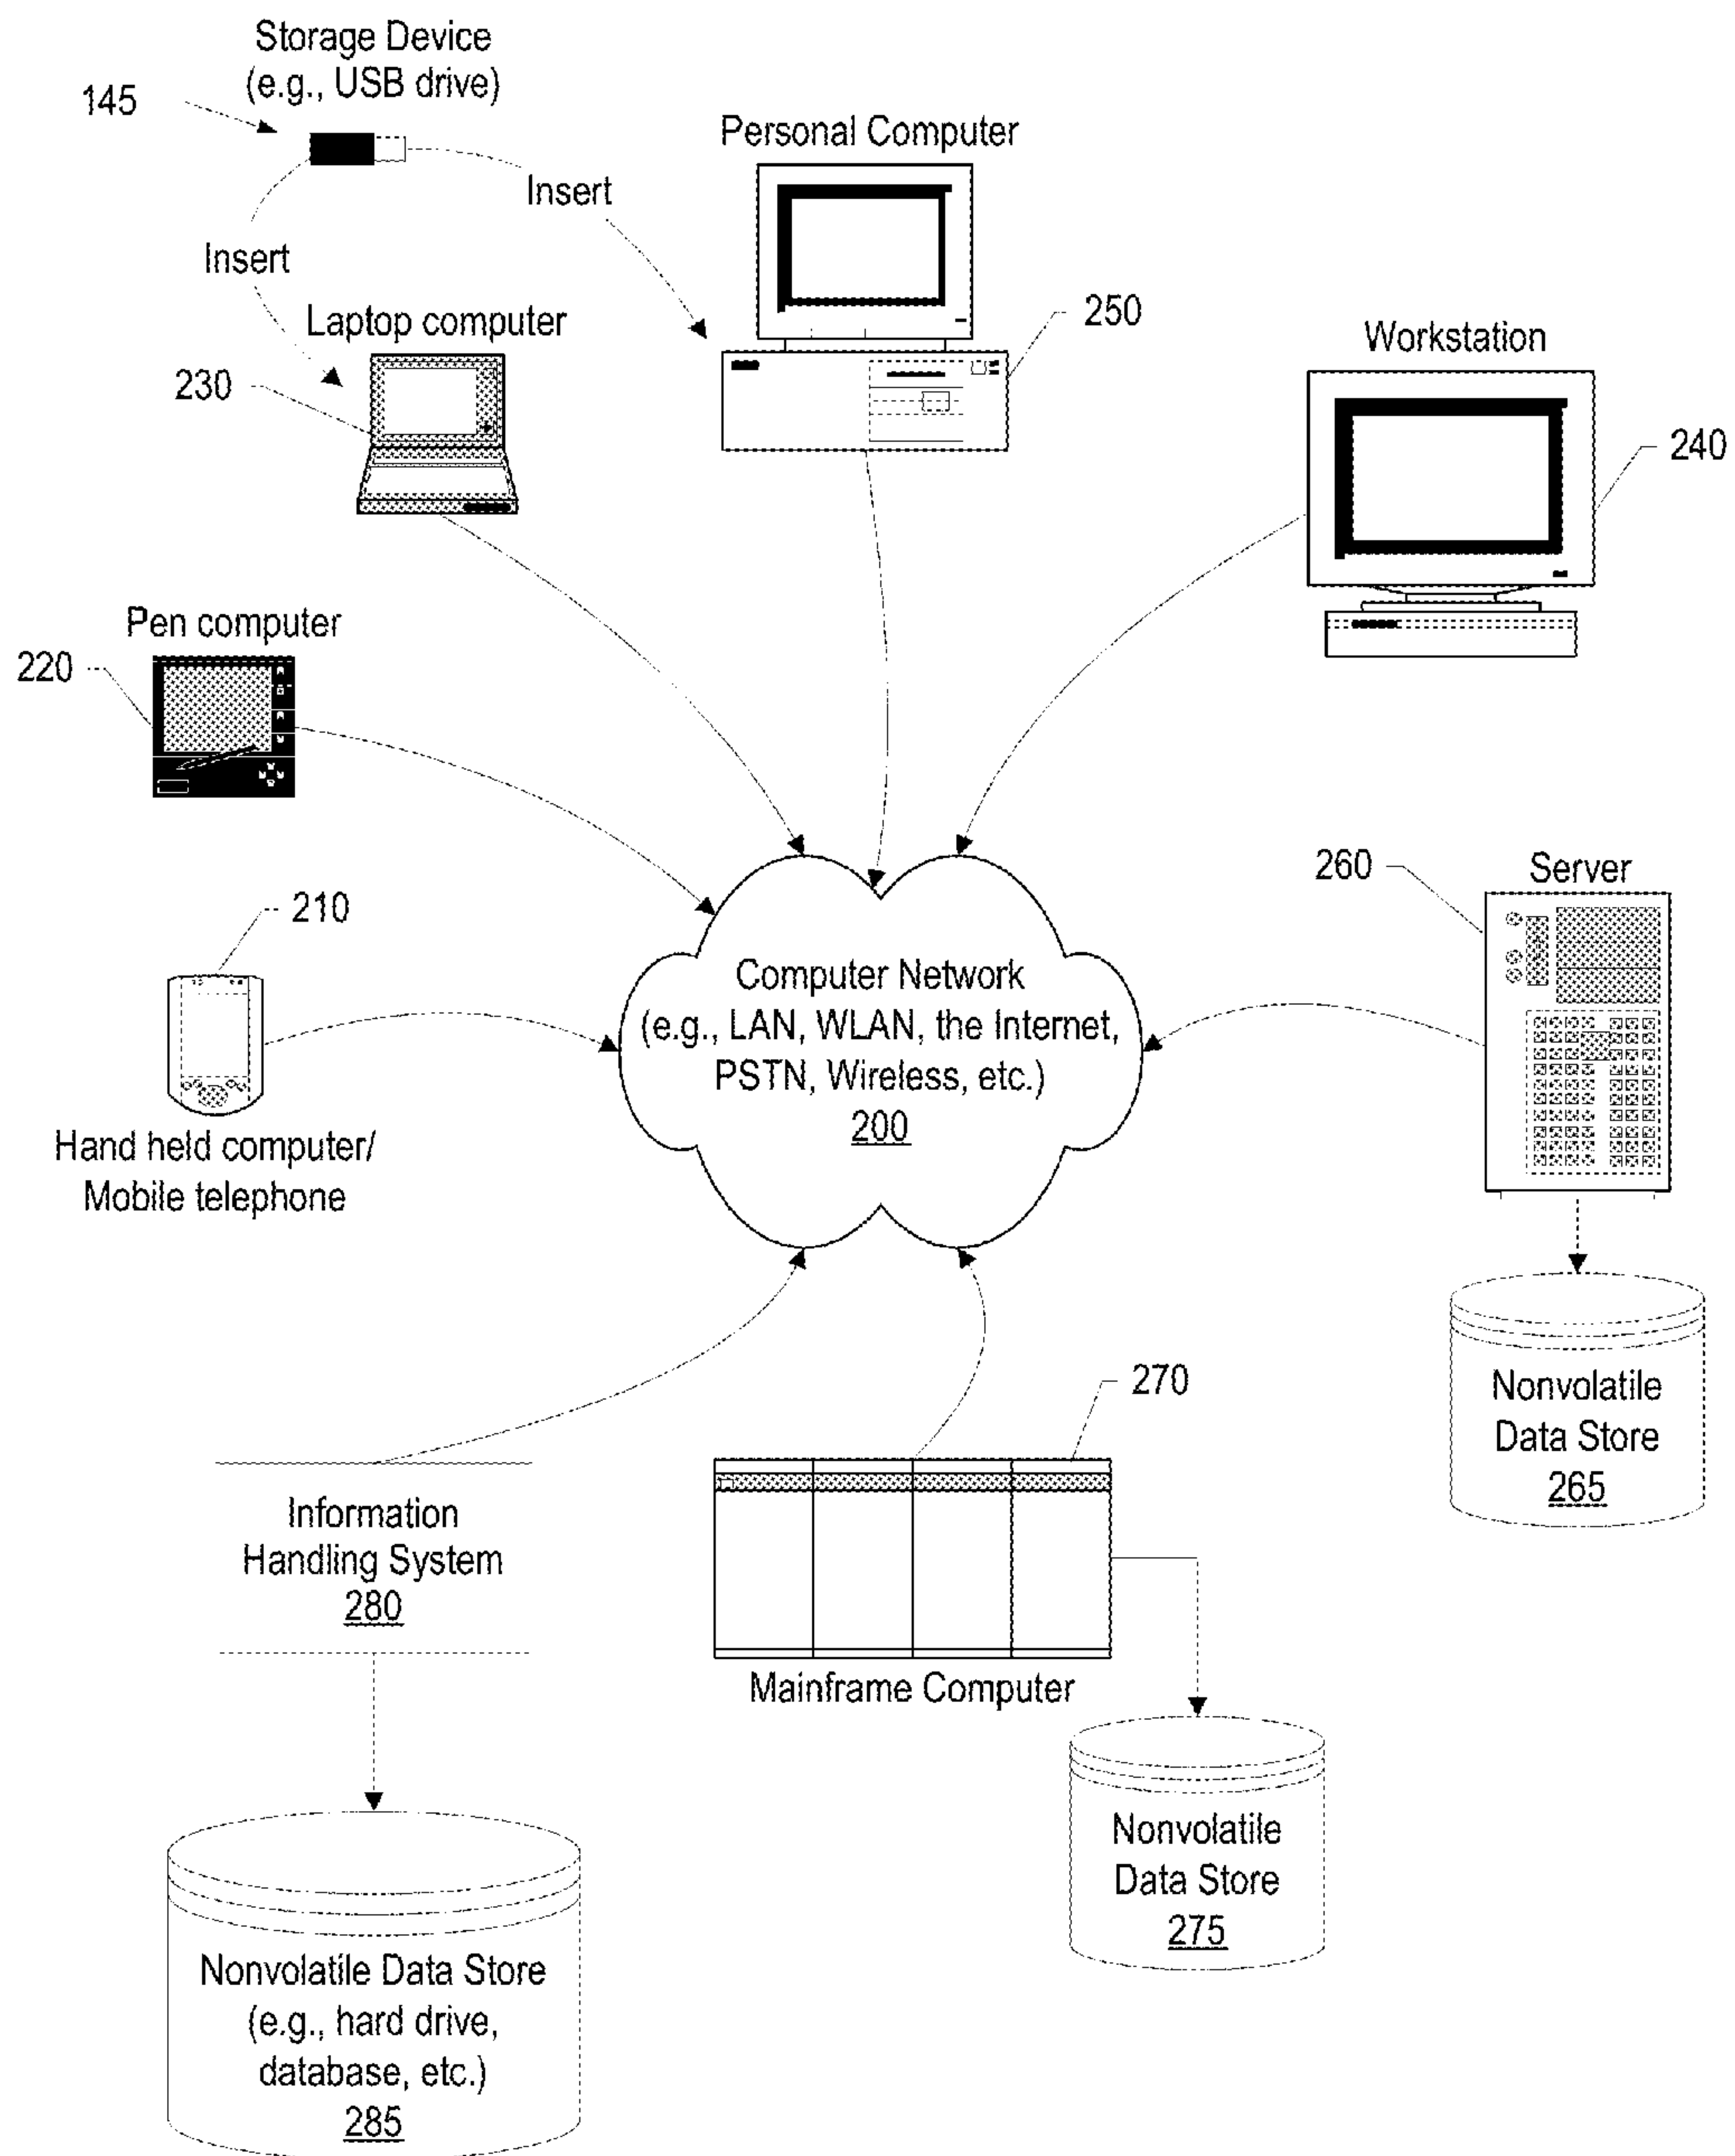 Storage Device
(e.g., USB drive)
145
Personal Computer
Insert
Insert
Laptop computer
250
Workstation
230
240
Pen computer
220
260
Server
210
Computer Network
(e.g., LAN, WLAN, the Internet,
PSTN, Wireless, etc.)
200
Hand held computer/
Mobile telephone
270
Nonvolatile
Data Store
265
Information
Handling System
280
Mainframe Computer
Nonvolatile
Data Store
275
Nonvolatile Data Store
(e.g., hard drive,
database, etc.)
285